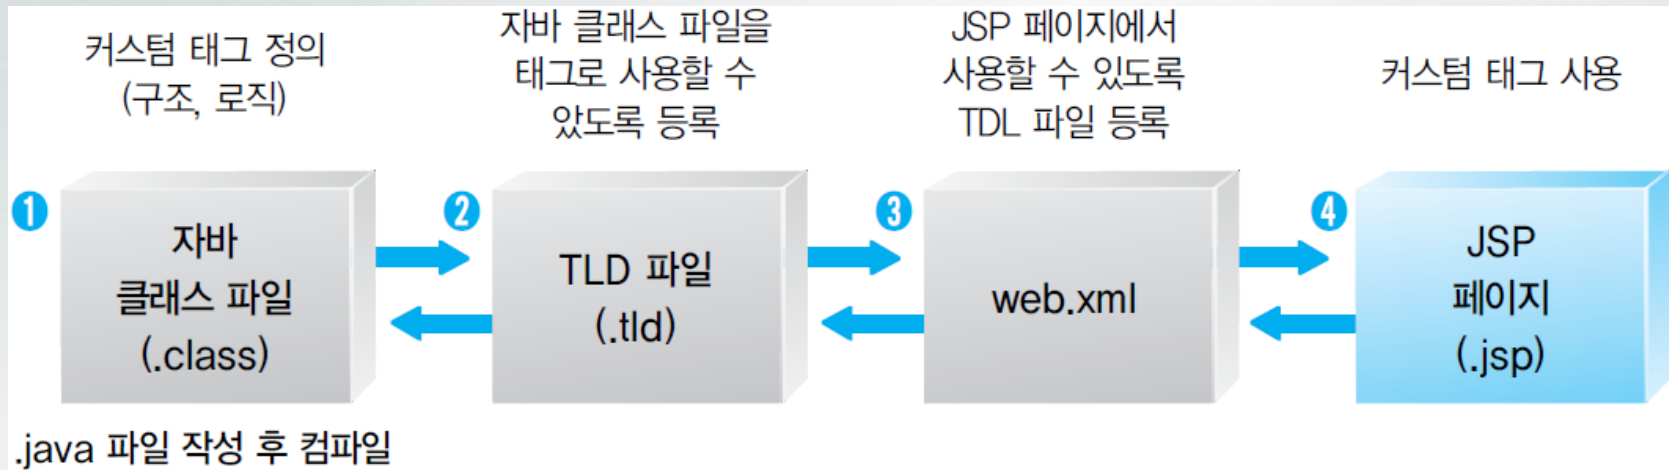 커스텀 태그 정의
(구조, 로직)
자바 클래스 파일을
태그로 사용할 수
았도록 등록
JSP 페이지에서
사용할 수 있도록
TDL 파일 등록
커스텀 태그 사용
1
자바
클래스 파일
(.class)
2
TLD 파일
(.tld)
3
web.xml
4
JSP
페이지
(.jsp)
.java 파일 작성 후 컴파일